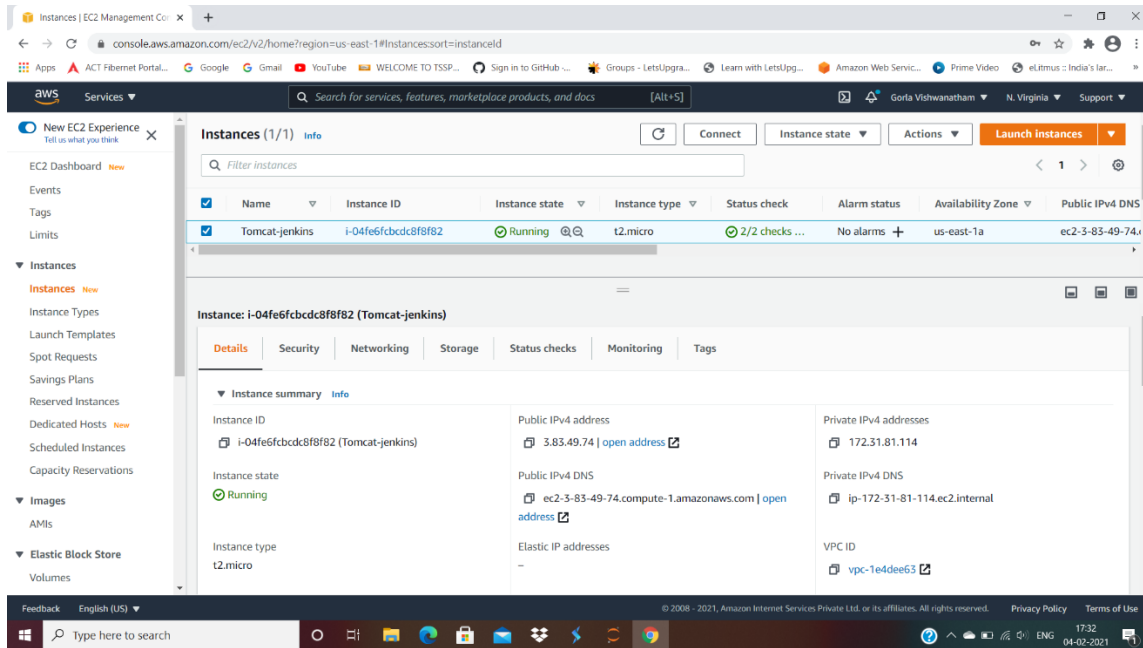 Instances | EC2 Management Con
console.aws.amazon.com/ec2/v2/home?region=us-east-1#Instances:sort=instanceId
Apps ACT Fibernet Portal... Google Gmail YouTube WELCOME TO TSSP... Sign in to GitHub ·... Groups - LetsUpgra... Learn with LetsUpg... Amazon Web Servic... Prime Video eLitmus :: India's lar... »
aws Services ▼ Search for services, features, marketplace products, and docs [Alt+S] Gorla Vishwanatham ▼ N. Virginia ▼ Support ▼
New EC2 Experience
Tell us what you think
EC2 Dashboard New
Events
Tags
Limits
▼ Instances
Instances New
Instance Types
Launch Templates
Spot Requests
Savings Plans
Reserved Instances
Dedicated Hosts New
Scheduled Instances
Capacity Reservations
▼ Images
AMIs
▼ Elastic Block Store
Volumes
Instances (1/1) Info Connect Instance state ▼ Actions ▼ Launch instances ▼
Filter instances < 1 >
Name Instance ID Instance state Instance type Status check Alarm status Availability Zone Public IPv4 DNS
Tomcat-jenkins i-04fe6fcbcdc8f8f82 Running t2.micro 2/2 checks ... No alarms + us-east-1a ec2-3-83-49-74.
Instance: i-04fe6fcbcdc8f8f82 (Tomcat-jenkins)
Details Security Networking Storage Status checks Monitoring Tags
▼ Instance summary Info
Instance ID Public IPv4 address Private IPv4 addresses
i-04fe6fcbcdc8f8f82 (Tomcat-jenkins) 3.83.49.74 | open address 172.31.81.114
Instance state Public IPv4 DNS Private IPv4 DNS
Running ec2-3-83-49-74.compute-1.amazonaws.com | open address ip-172-31-81-114.ec2.internal
Instance type Elastic IP addresses VPC ID
t2.micro – vpc-1e4dee63
Feedback English (US) ▼ © 2008 - 2021, Amazon Internet Services Private Ltd. or its affiliates. All rights reserved. Privacy Policy Terms of Use
Type here to search ENG 17:32
04-02-2021